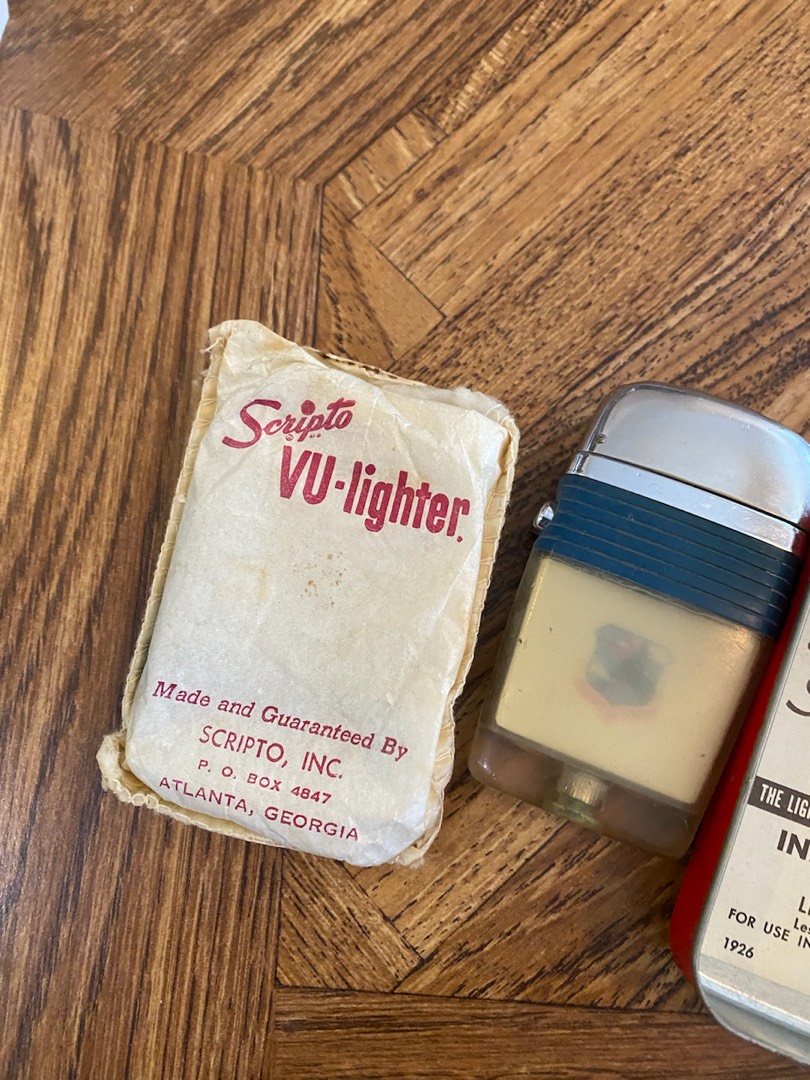 Scripto
VU-lighter.
Made and Guaranteed By
SCRIPTO, INC.
P. O. BOX 4847
ATLANTA, GEORGIA
THE
IN
FOR USE IN
1926